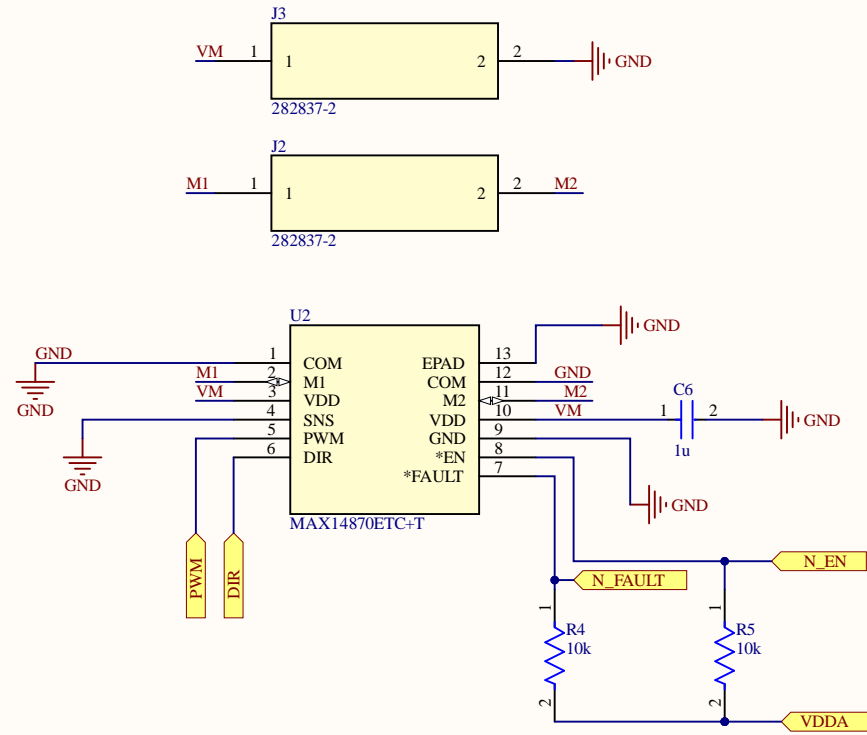 J3
VM 1 1 2 2 GND
282837-2
J2
M1 1 1 2 2 M2
282837-2
U2
GND 1 COM EPAD 13 GND
M1 2 M1 COM 12 GND
VM 3 VDD M2 11 M2
4 SNS VDD 10 VM
5 PWM GND 9
6 DIR *EN 8
*FAULT 7
MAX14870ETC+T
GND
GND
C6
1 2 GND
1u
GND
PWM
DIR
N_EN
N_FAULT
1 R4
10k
2
1 R5
10k
2
VDDA